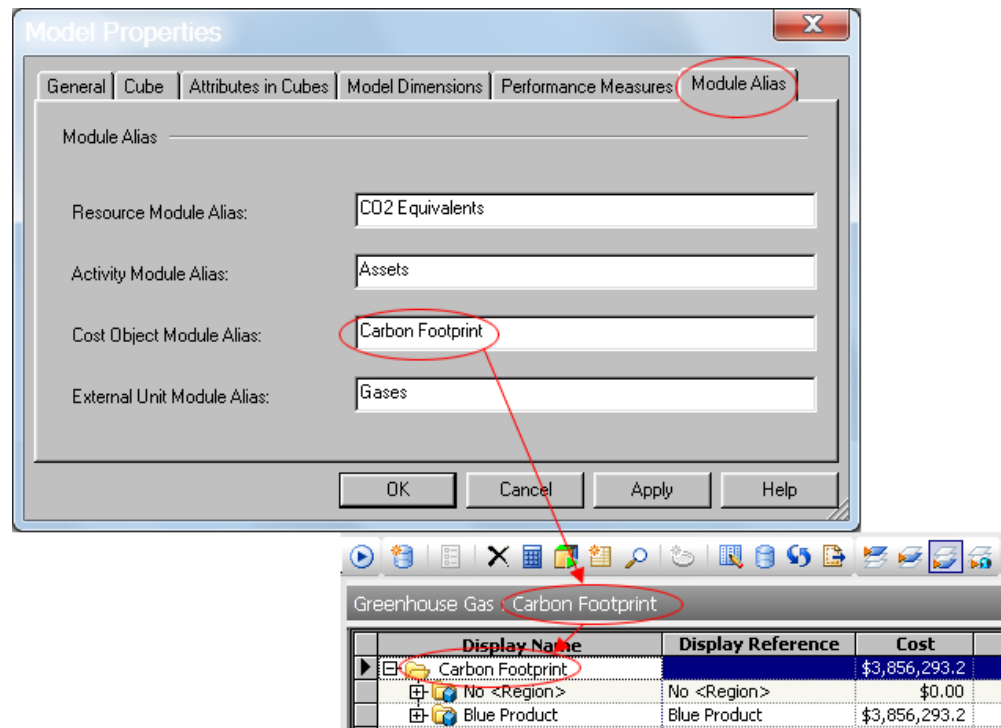 Model Properties
General Cube Attributes in Cubes Model Dimensions Performance Measures Module Alias
Module Alias
Resource Module Alias: CO2 Equivalents
Activity Module Alias: Assets
Cost Object Module Alias: Carbon Footprint
External Unit Module Alias: Gases
OK Cancel Apply Help
Greenhouse Gas : Carbon Footprint
Display Name Display Reference Cost
Carbon Footprint $3,856,293.2
No <Region> No <Region> $0.00
Blue Product Blue Product $3,856,293.2